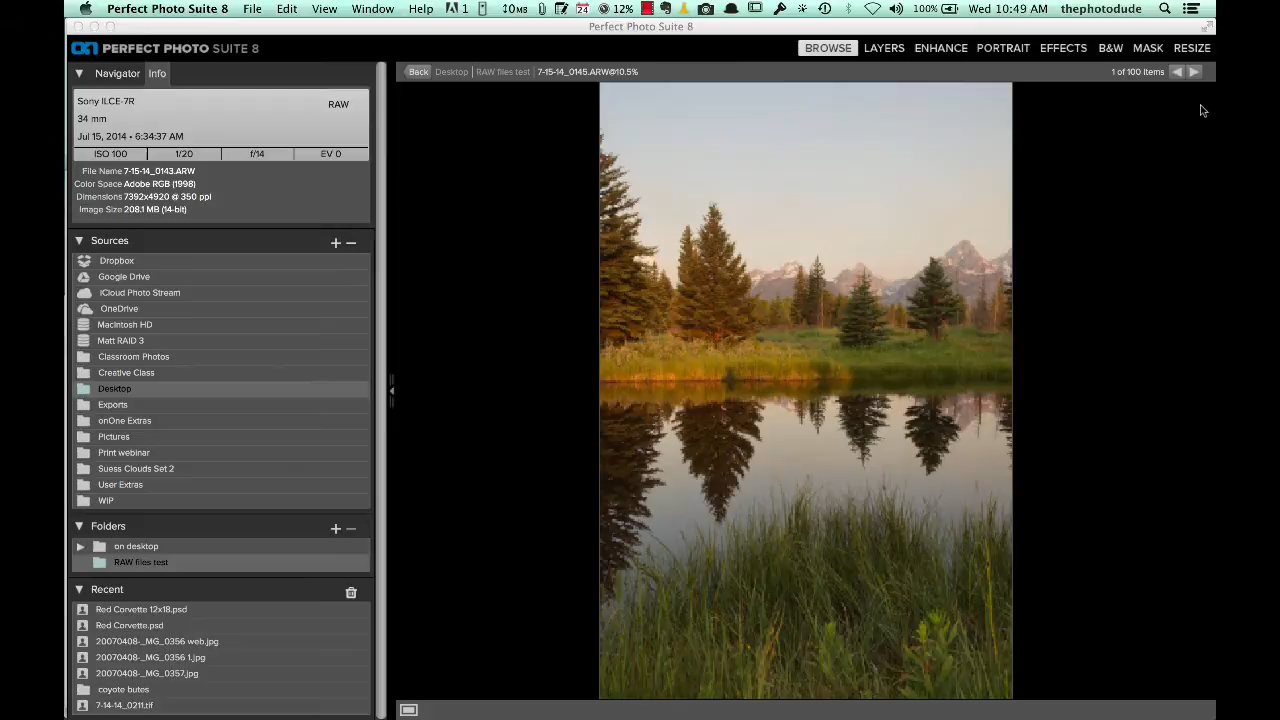 Perfect Photo Suite 8 File Edit View Window Help 1 0MB 24 12% 100% Wed 10:49 AM thephotodude
Perfect Photo Suite 8
on PERFECT PHOTO SUITE 8 BROWSE LAYERS ENHANCE PORTRAIT EFFECTS B&W MASK RESIZE
Navigator Info
Back Desktop RAW files test 7-15-14_0145.ARW@10.5% 1 of 100 items
Sony ILCE-7R RAW
34 mm
Jul 15, 2014 • 6:34:37 AM
ISO 100 1/20 f/14 EV 0
File Name 7-15-14_0143.ARW
Color Space Adobe RGB (1998)
Dimensions 7392x4920 @ 350 ppi
Image Size 208.1 MB (14-bit)
Sources + −
Dropbox
Google Drive
iCloud Photo Stream
OneDrive
Macintosh HD
Matt RAID 3
Classroom Photos
Creative Class
Desktop
Exports
onOne Extras
Pictures
Print webinar
Suess Clouds Set 2
User Extras
WIP
Folders + −
on desktop
RAW files test
Recent
Red Corvette 12x18.psd
Red Corvette.psd
20070408-_MG_0356 web.jpg
20070408-_MG_0356 1.jpg
20070408-_MG_0357.jpg
coyote butes
7-14-14_0211.tif